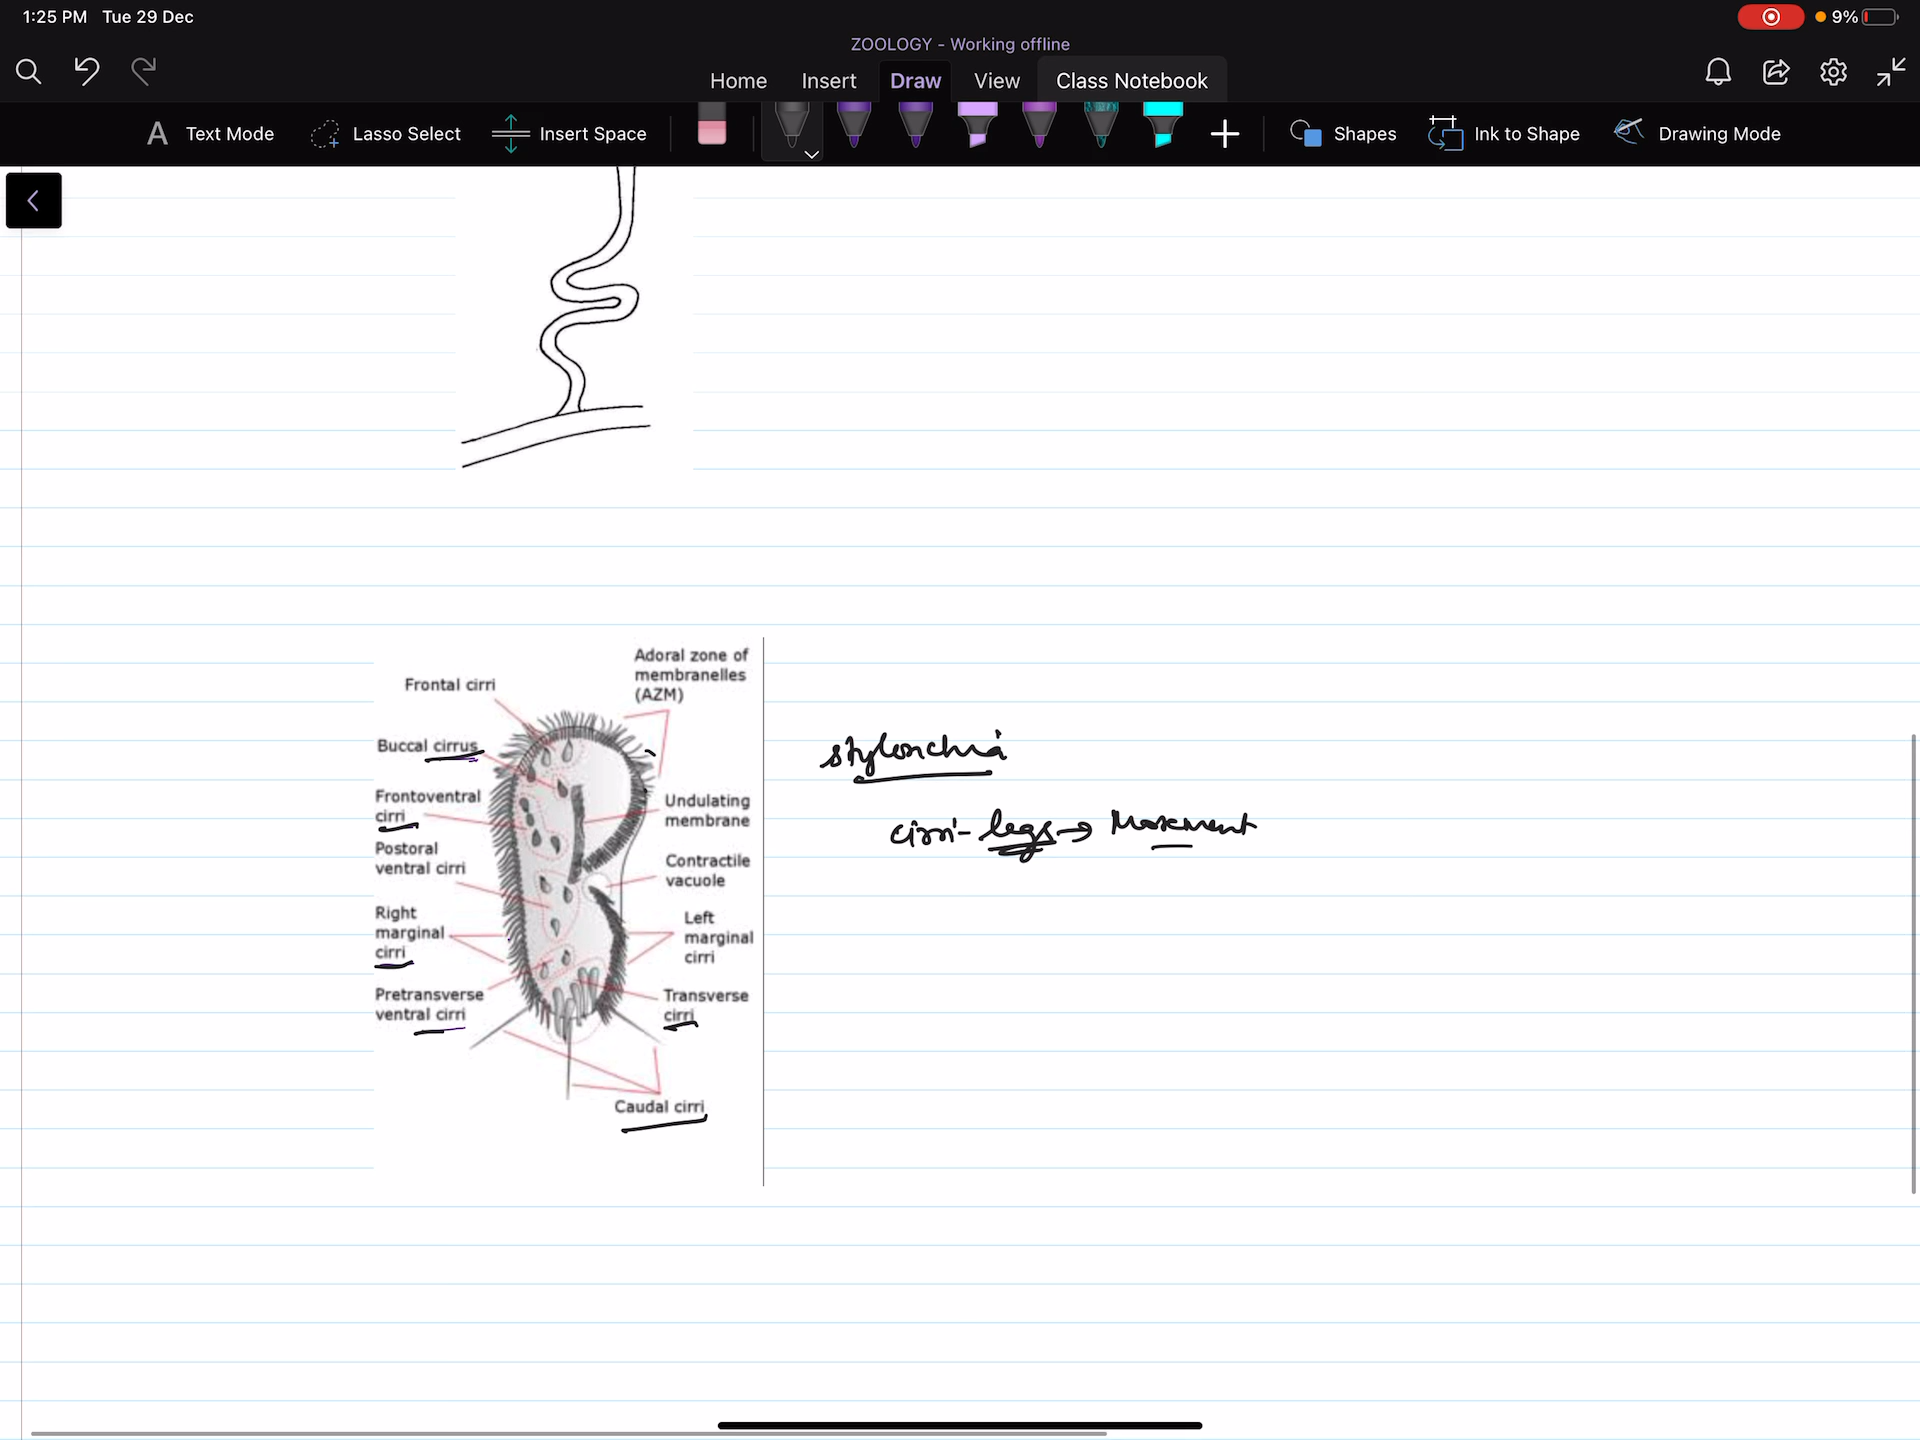 1:25 PM Tue 29 Dec
9%
ZOOLOGY - Working offline
Home Insert Draw View Class Notebook
A Text Mode Lasso Select Insert Space Shapes Ink to Shape Drawing Mode
Adoral zone of
membranelles
(AZM)
Frontal cirri
Buccal cirrus
Frontoventral
cirri
Undulating
membrane
Postoral
ventral cirri
Contractile
vacuole
Right
marginal
cirri
Left
marginal
cirri
Pretransverse
ventral cirri
Transverse
cirri
Caudal cirri
stylonchia
cirri - legs → Movement